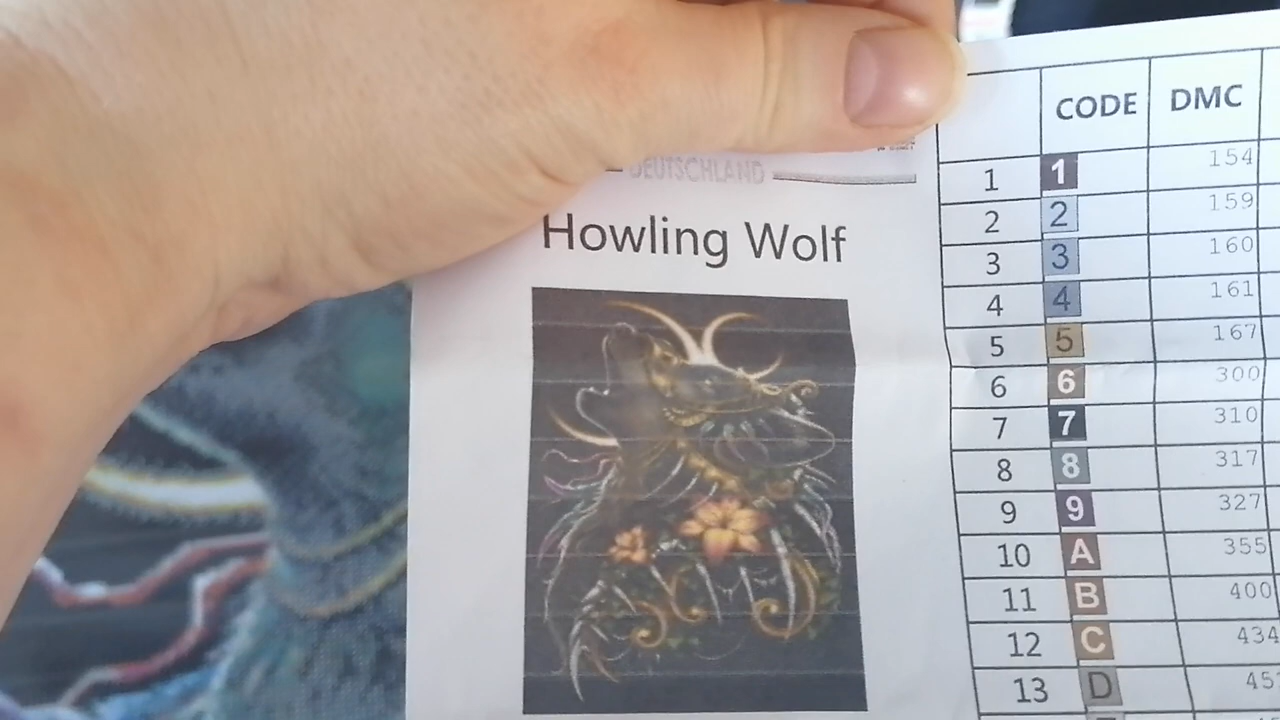 DEUTSCHLAND
Howling Wolf
CODE DMC
1 1 154
2 2 159
3 3 160
4 4 161
5 5 167
6 6 300
7 7 310
8 8 317
9 9 327
10 A 355
11 B 400
12 C 434
13 D